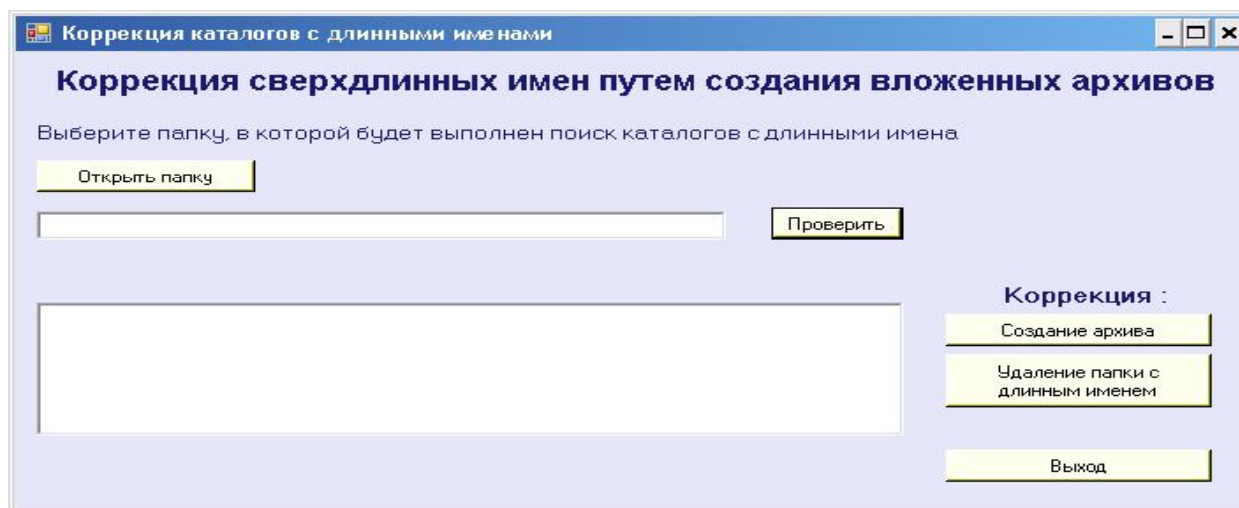 Коррекция каталогов с длинными именами
Коррекция сверхдлинных имен путем создания вложенных архивов
Выберите папку, в которой будет выполнен поиск каталогов с длинными имена
Открыть папку
Проверить
Коррекция :
Создание архива
Удаление папки с
длинным именем
Выход